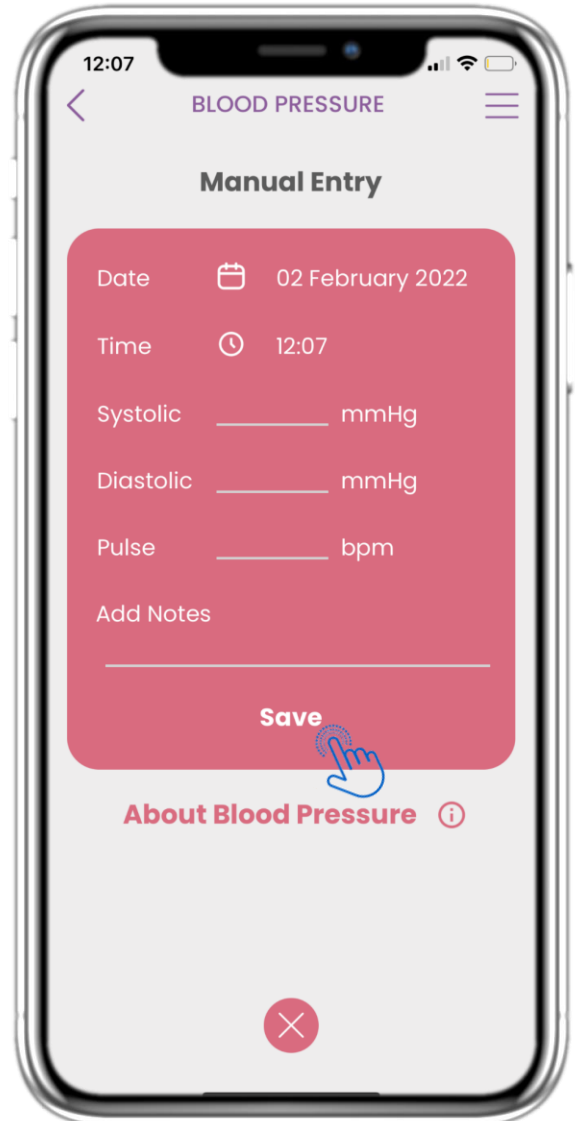 12:07
BLOOD PRESSURE
Manual Entry
Date 02 February 2022
Time 12:07
Systolic mmHg
Diastolic mmHg
Pulse bpm
Add Notes
Save
About Blood Pressure